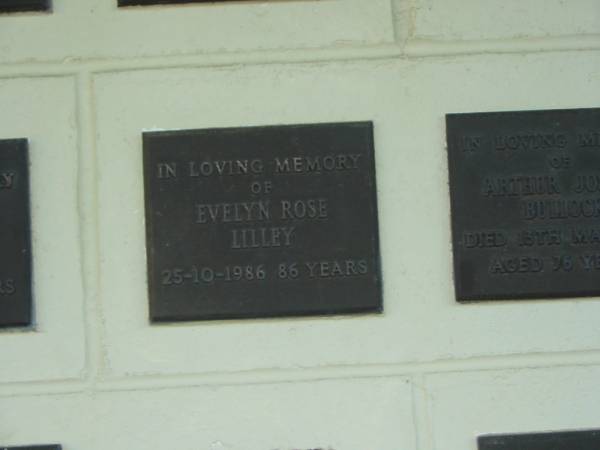 IN LOVING MEMORY
OF
EVELYN ROSE
LILLEY
25-10-1986 86 YEARS
IN LOVING
OF
ARTHUR
BULLOCK
DIED 15TH
AGED